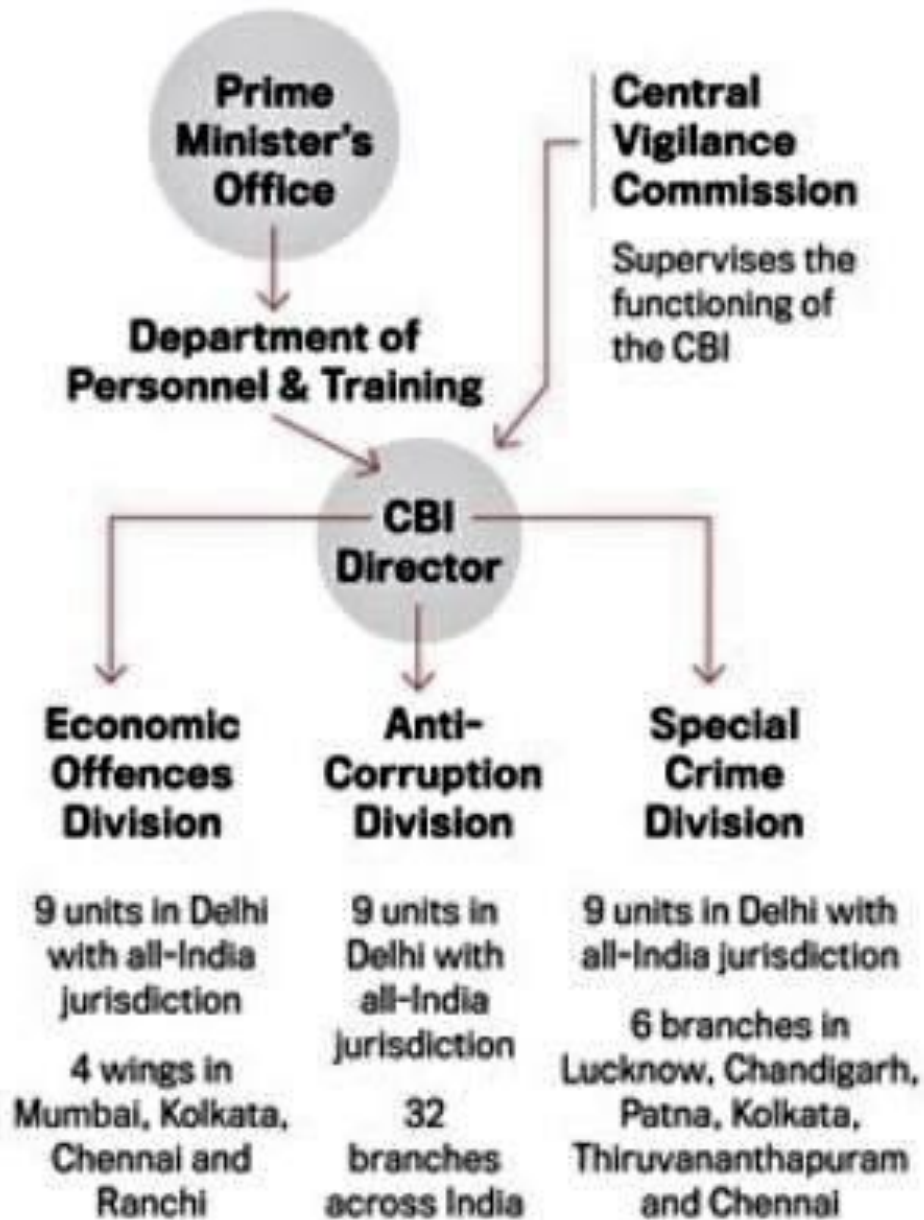 Prime
Minister's
Office
Central
Vigilance
Commission
Supervises the
functioning of
the CBI
Department of
Personnel & Training
CBI
Director
Economic
Offences
Division
9 units in Delhi
with all-India
jurisdiction
4 wings in
Mumbai, Kolkata,
Chennai and
Ranchi
Anti-
Corruption
Division
9 units in
Delhi with
all-India
jurisdiction
32
branches
across India
Special
Crime
Division
9 units in Delhi with
all-India jurisdiction
6 branches in
Lucknow, Chandigarh,
Patna, Kolkata,
Thiruvananthapuram
and Chennai